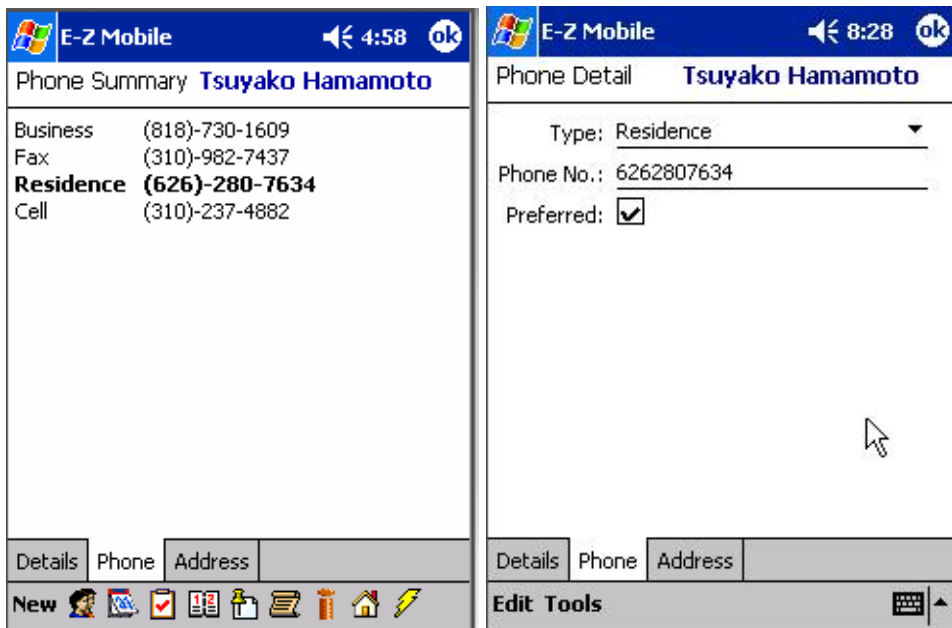 E-Z Mobile 4:58 ok
Phone Summary Tsuyako Hamamoto
Business (818)-730-1609
Fax (310)-982-7437
Residence (626)-280-7634
Cell (310)-237-4882
Details Phone Address
New
E-Z Mobile 8:28 ok
Phone Detail Tsuyako Hamamoto
Type: Residence
Phone No.: 6262807634
Preferred:
Details Phone Address
Edit Tools